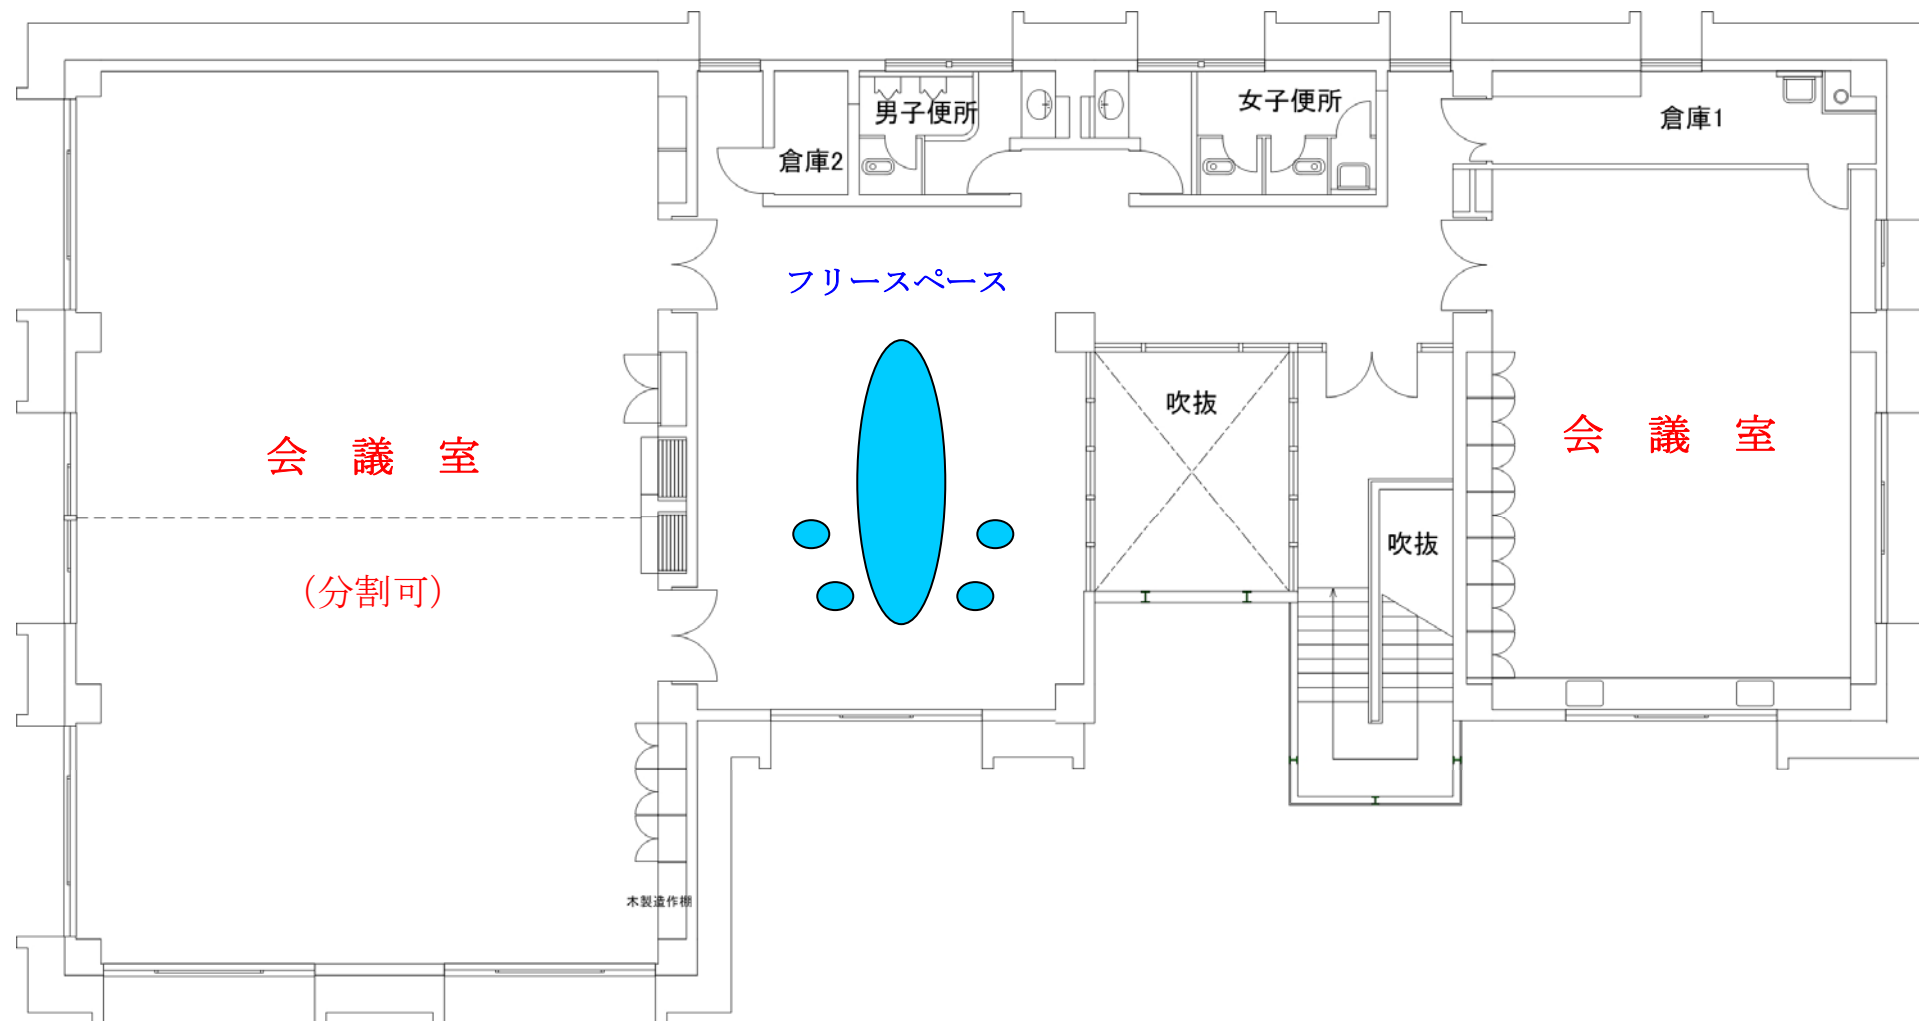 男子便所
女子便所
倉庫1
倉庫2
フリースペース
吹抜
会 議 室
会 議 室
吹抜
(分割可)
木製造作棚